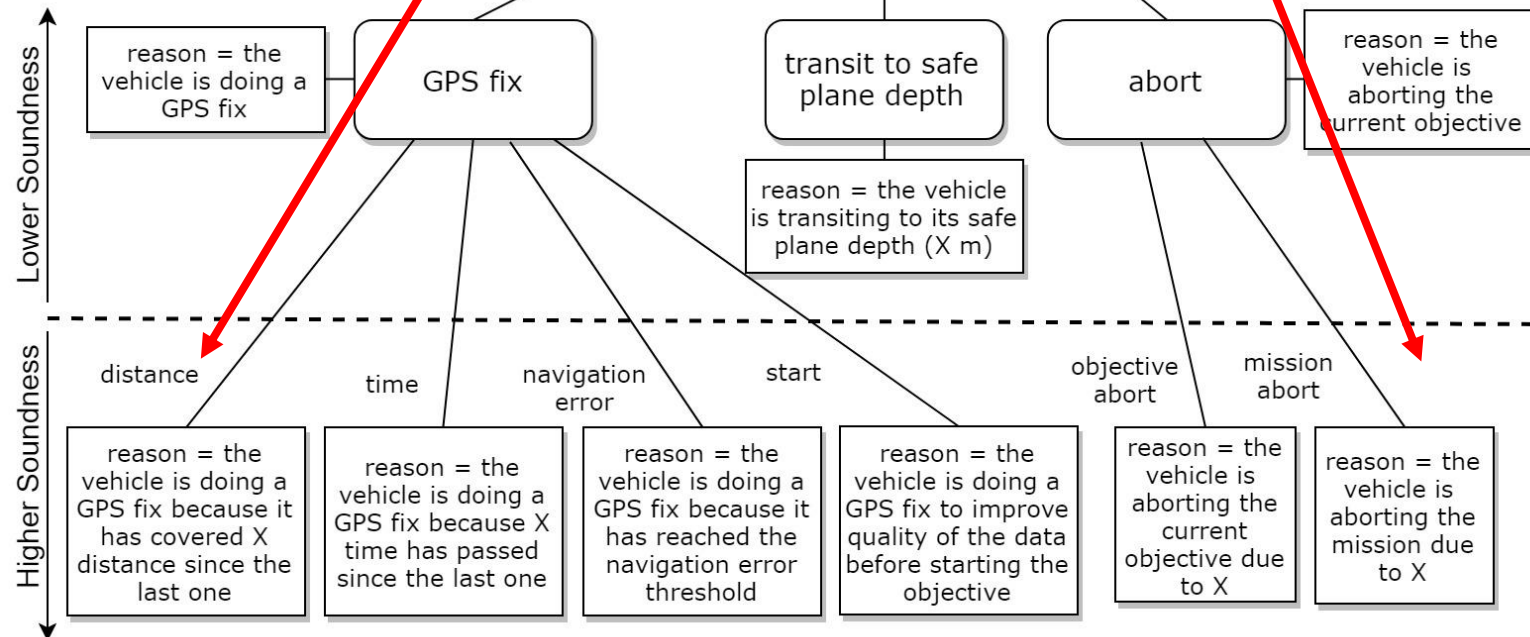 Lower Soundness
reason = the
vehicle is doing a
GPS fix
GPS fix
transit to safe
plane depth
reason = the vehicle
is transiting to its safe
plane depth (X m)
abort
reason = the
vehicle is
aborting the
current objective
Higher Soundness
distance
time
navigation
error
start
objective
abort
mission
abort
reason = the
vehicle is doing a
GPS fix because it
has covered X
distance since the
last one
reason = the
vehicle is doing a
GPS fix because X
time has passed
since the last one
reason = the
vehicle is doing a
GPS fix because it
has reached the
navigation error
threshold
reason = the
vehicle is doing a
GPS fix to improve
quality of the data
before starting the
objective
reason = the
vehicle is
aborting the
current
objective due
to X
reason = the
vehicle is
aborting the
mission due
to X